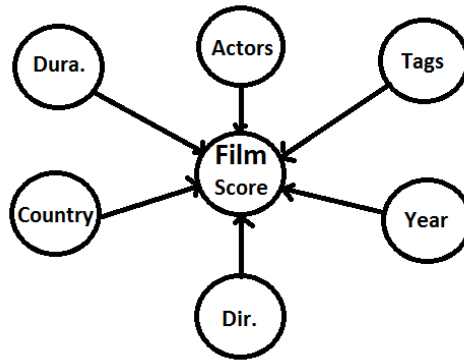 Actors
Dura.
Tags
Film
Score
Country
Year
Dir.